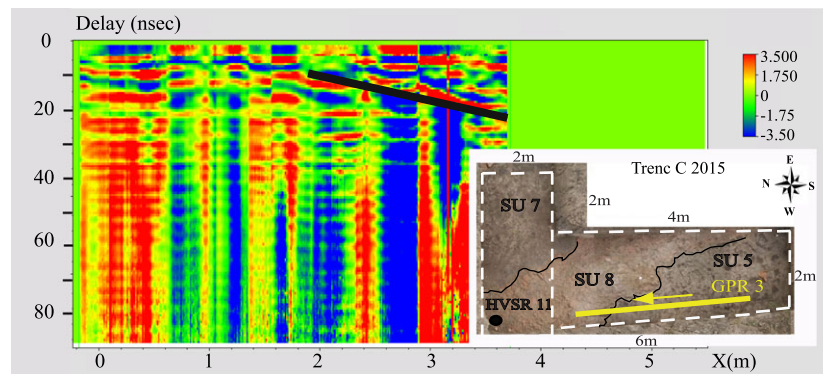 Delay (nsec)
0
20
40
60
80
0 1 2 3 4 5 X(m)
3.500
1.750
0
-1.75
-3.50
2m
Trenc C 2015
E
N S
W
SU 7
2m
4m
SU 5
SU 8
2m
GPR 3
HVSR 11
6m